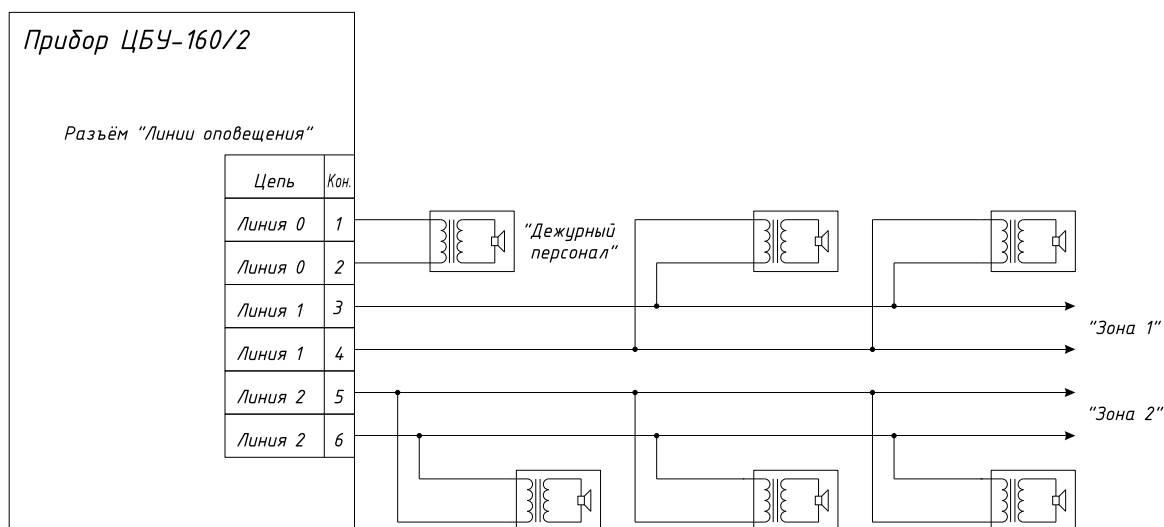 Прибор ЦБУ-160/2
Разъём "Линии оповещения"
Цепь Кон.
Линия 0 1
Линия 0 2
Линия 1 3
Линия 1 4
Линия 2 5
Линия 2 6
"Дежурный
персонал"
"Зона 1"
"Зона 2"